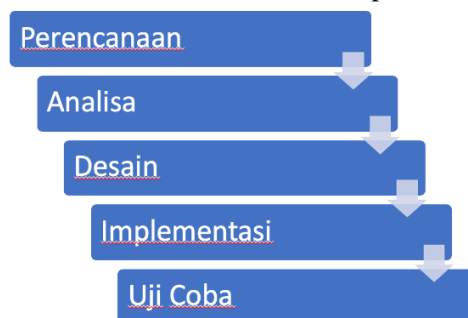 Perencanaan
Analisa
Desain
Implementasi
Uji Coba